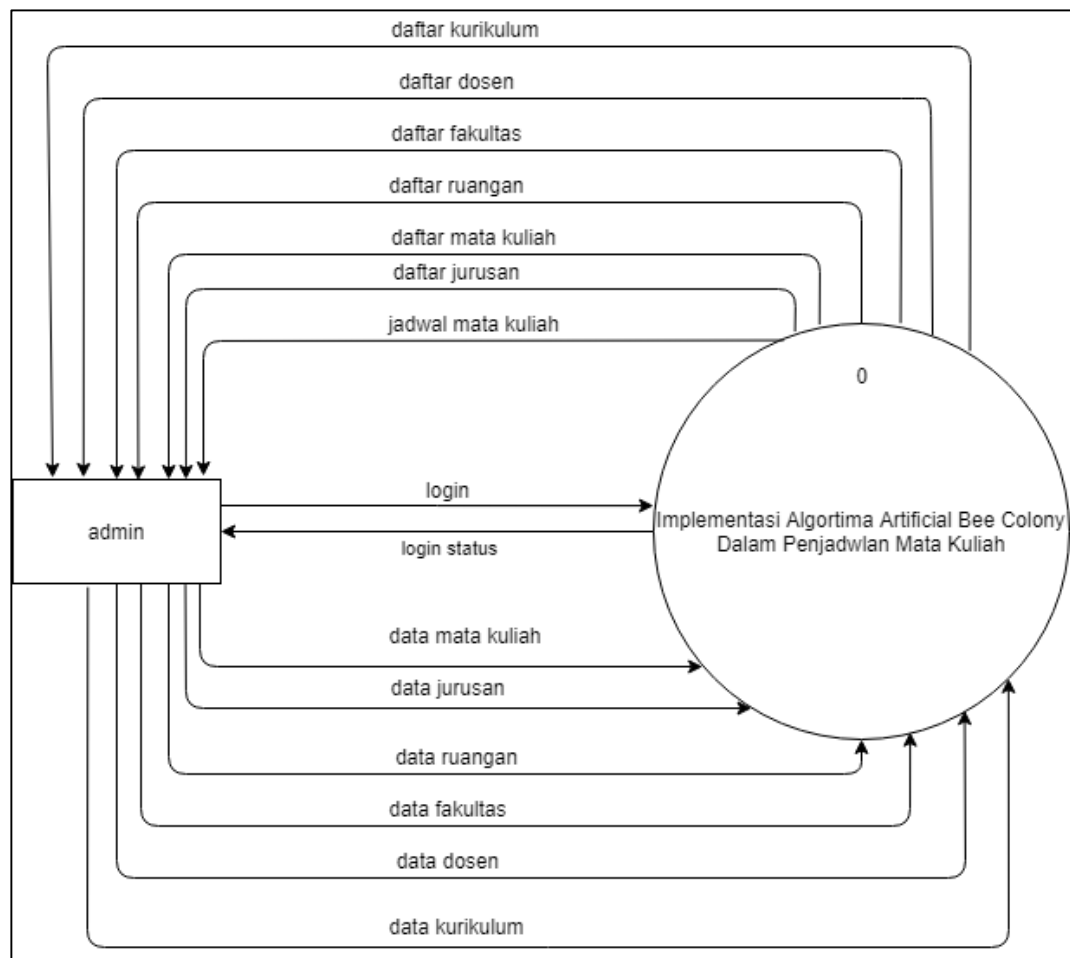 daftar kurikulum
daftar dosen
daftar fakultas
daftar ruangan
daftar mata kuliah
daftar jurusan
jadwal mata kuliah
0
login
admin
Implementasi Algortima Artificial Bee Colony
Dalam Penjadwlan Mata Kuliah
login status
data mata kuliah
data jurusan
data ruangan
data fakultas
data dosen
data kurikulum